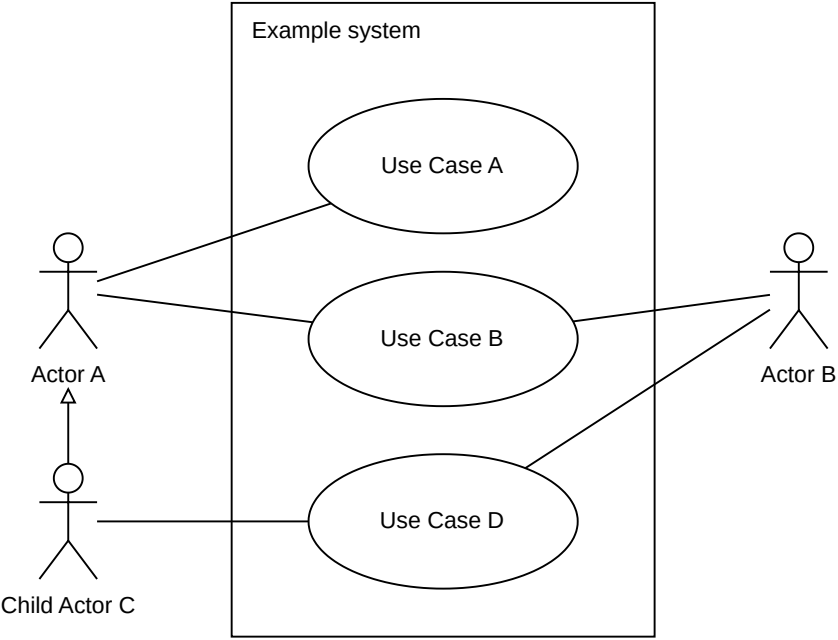 Example system
Use Case A
Use Case B
Actor A
Actor B
Use Case D
Child Actor C